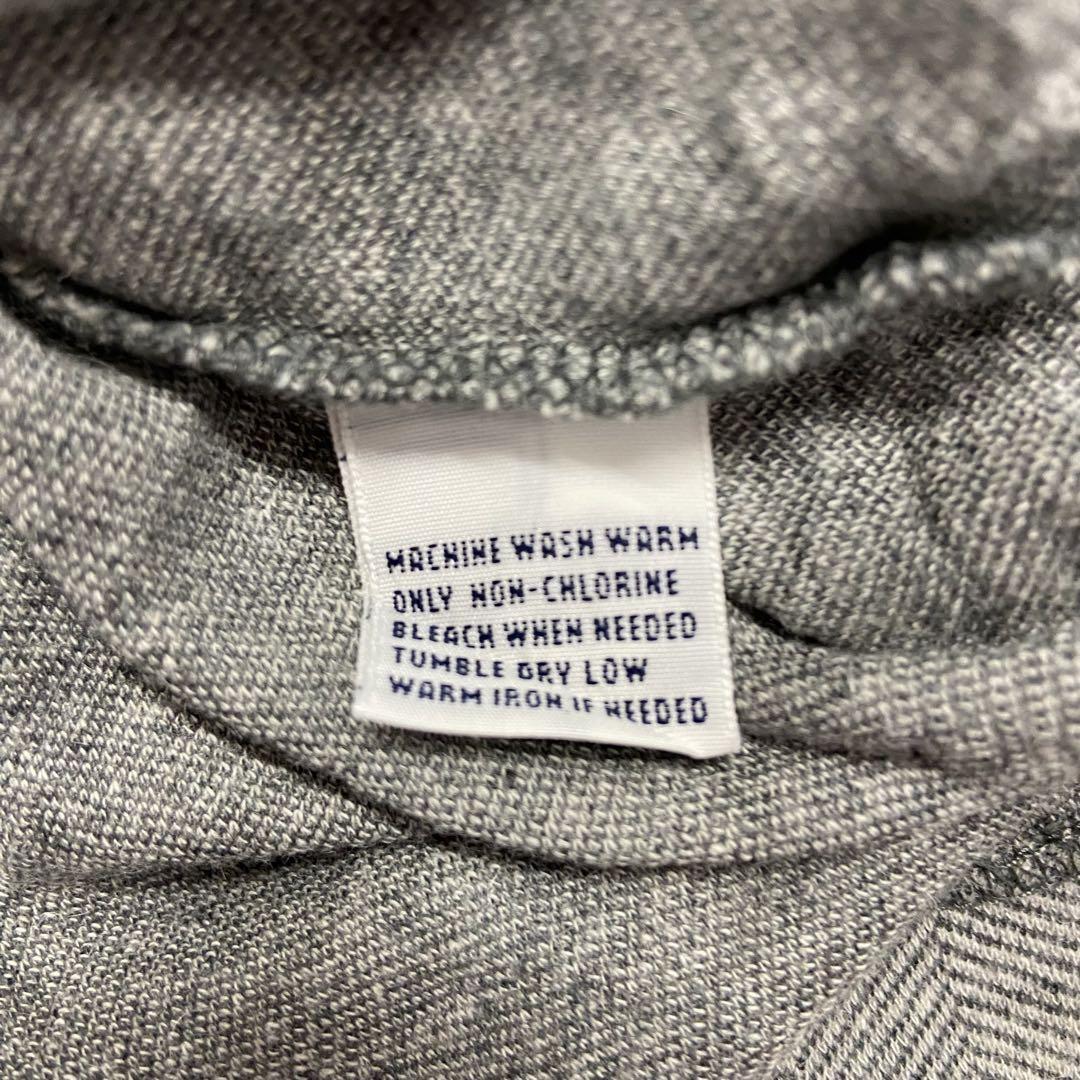 MACHINE WASH WARM
ONLY NON-CHLORINE
BLEACH WHEN NEEDED
TUMBLE DRY LOW
WARM IRON IF NEEDED